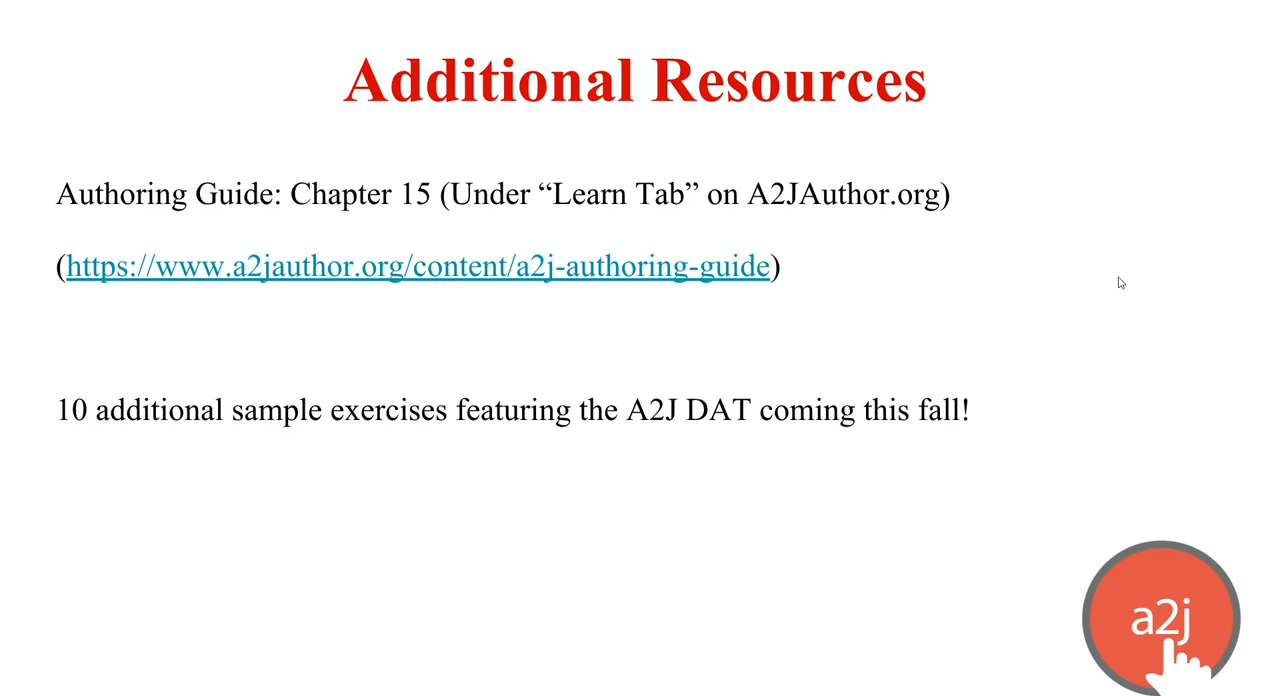 Additional Resources
Authoring Guide: Chapter 15 (Under “Learn Tab” on A2JAuthor.org)
(https://www.a2jauthor.org/content/a2j-authoring-guide)
10 additional sample exercises featuring the A2J DAT coming this fall!
a2j